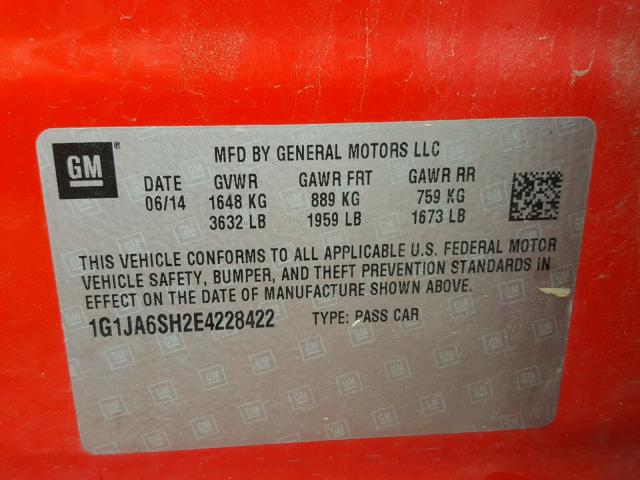 GM
MFD BY GENERAL MOTORS LLC
DATE GVWR GAWR FRT GAWR RR
06/14 1648 KG 889 KG 759 KG
3632 LB 1959 LB 1673 LB
THIS VEHICLE CONFORMS TO ALL APPLICABLE U.S. FEDERAL MOTOR
VEHICLE SAFETY, BUMPER, AND THEFT PREVENTION STANDARDS IN
EFFECT ON THE DATE OF MANUFACTURE SHOWN ABOVE.
1G1JA6SH2E4228422 TYPE: PASS CAR